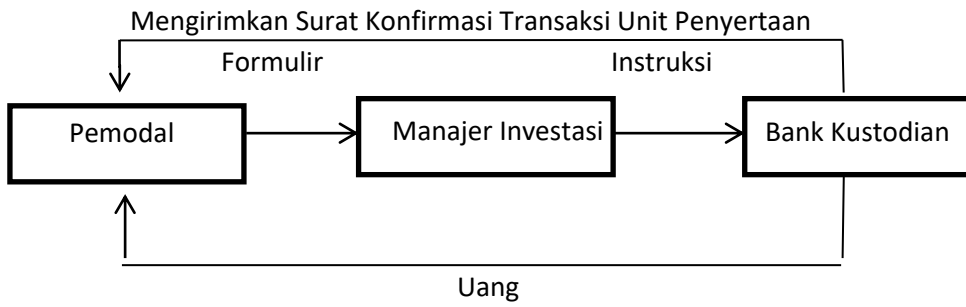 Mengirimkan Surat Konfirmasi Transaksi Unit Penyertaan
Formulir
Instruksi
Pemodal
Manajer Investasi
Bank Kustodian
Uang